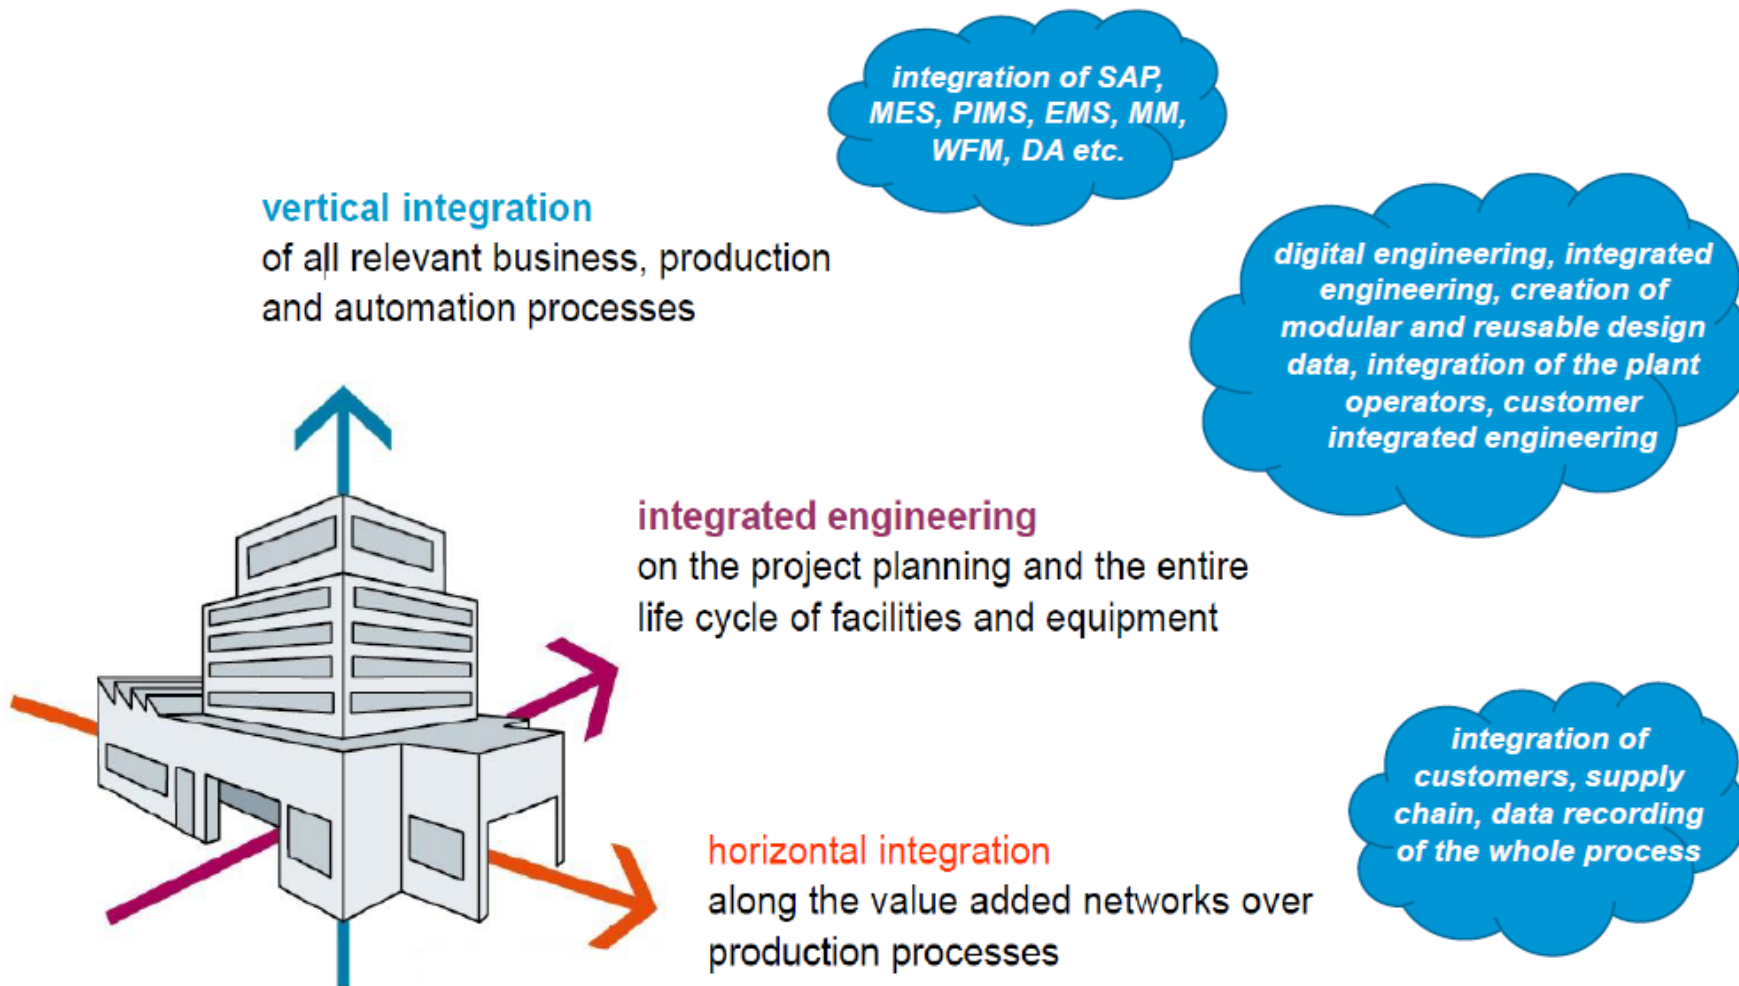 integration of SAP,
MES, PIMS, EMS, MM,
WFM, DA etc.
vertical integration
of all relevant business, production
and automation processes
digital engineering, integrated
engineering, creation of
modular and reusable design
data, integration of the plant
operators, customer
integrated engineering
integrated engineering
on the project planning and the entire
life cycle of facilities and equipment
integration of
customers, supply
chain, data recording
of the whole process
horizontal integration
along the value added networks over
production processes